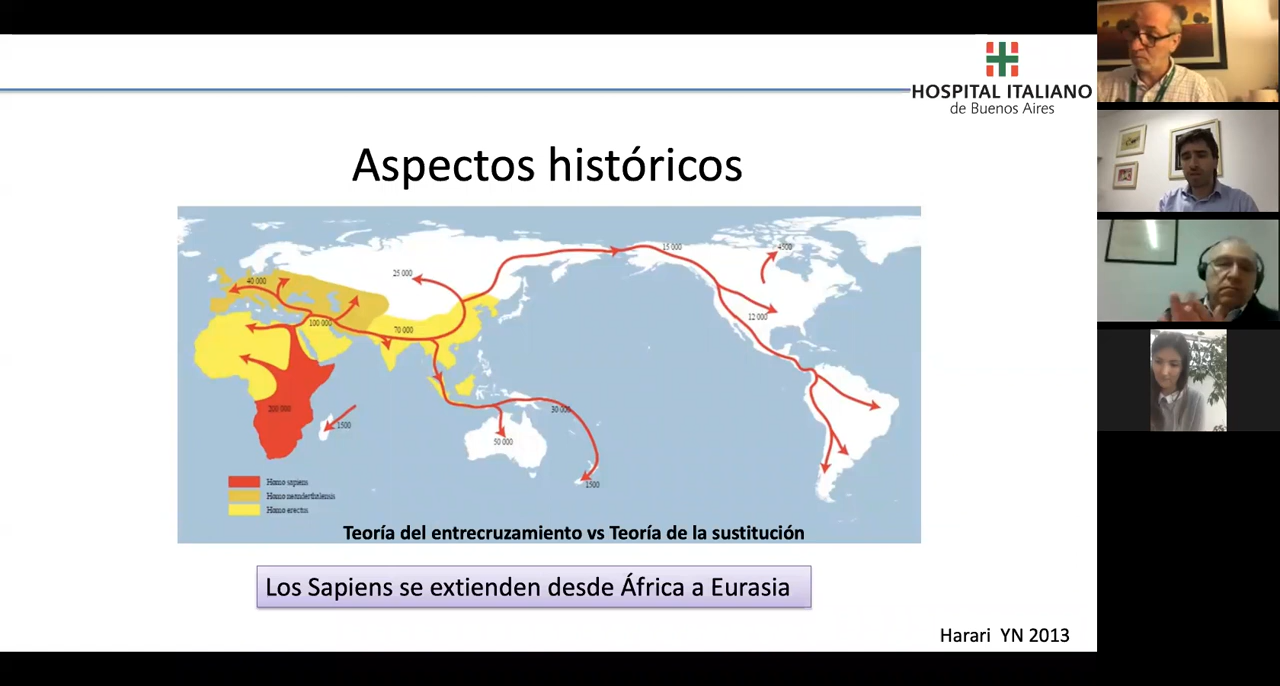 HOSPITAL ITALIANO
de Buenos Aires
Aspectos históricos
15 000
4500
25 000
40 000
12 000
100 000
70 000
200 000
30 000
1500
50 000
1500
Homo sapiens
Homo neanderthalensis
Homo erectus
Teoría del entrecruzamiento vs Teoría de la sustitución
Los Sapiens se extienden desde África a Eurasia
Harari YN 2013